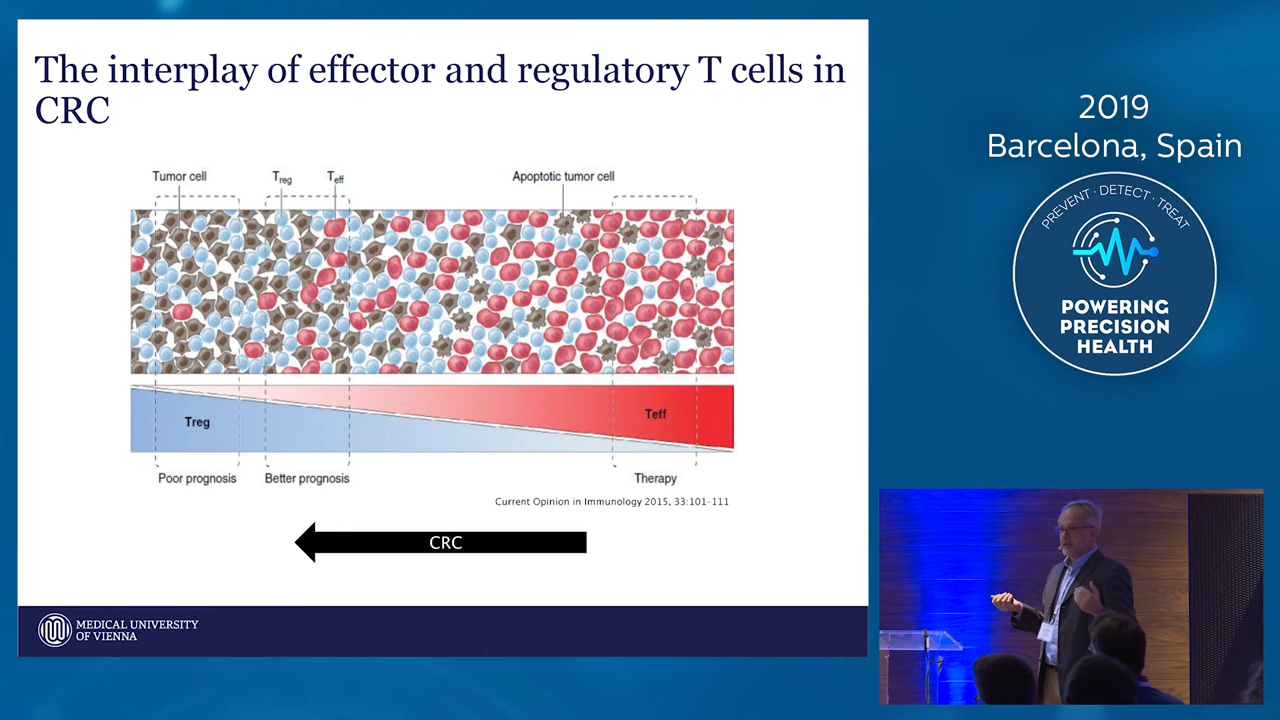 The interplay of effector and regulatory T cells in
CRC
Tumor cell
Treg
Teff
Apoptotic tumor cell
Treg
Teff
Poor prognosis
Better prognosis
Therapy
Current Opinion in Immunology 2015, 33:101–111
CRC
MEDICAL UNIVERSITY
OF VIENNA
2019
Barcelona, Spain
PREVENT · DETECT · TREAT
POWERING
PRECISION
HEALTH